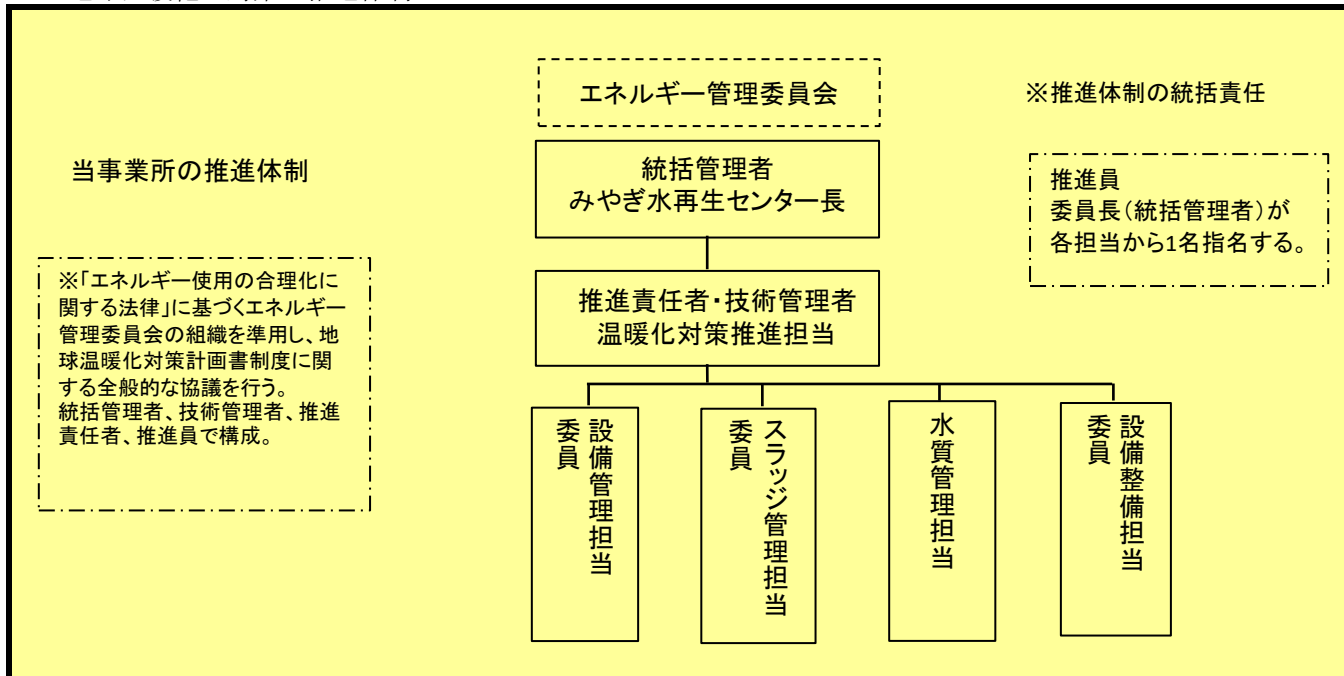 エネルギー管理委員会
※推進体制の統括責任
当事業所の推進体制
統括管理者
みやぎ水再生センター長
推進員
委員長(統括管理者)が
各担当から1名指名する。
※「エネルギー使用の合理化に
関する法律」に基づくエネルギー
管理委員会の組織を準用し、地
球温暖化対策計画書制度に関
する全般的な協議を行う。
統括管理者、技術管理者、推進
責任者、推進員で構成。
推進責任者・技術管理者
温暖化対策推進担当
設備管理担当
委員
スラッジ管理担当
委員
水質管理担当
設備整備担当
委員